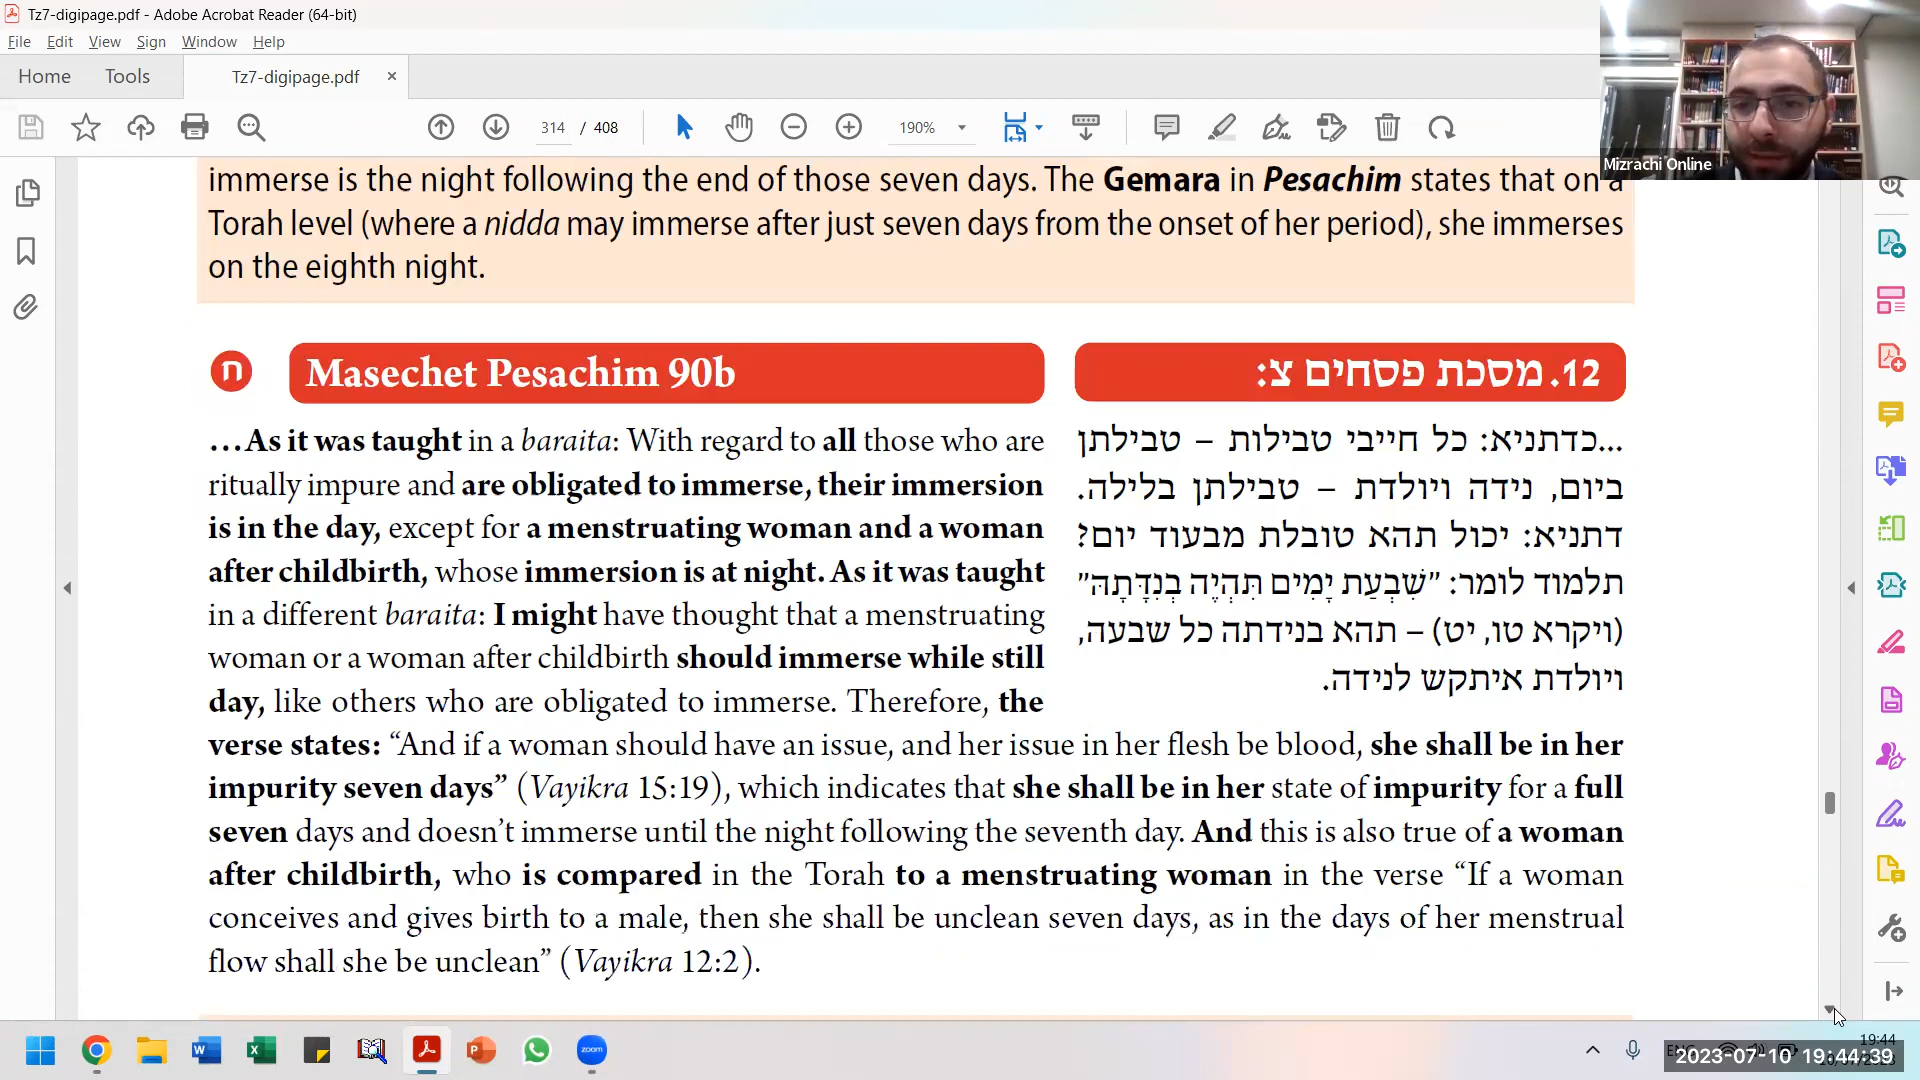 Tz7-digipage.pdf - Adobe Acrobat Reader (64-bit)
File Edit View Sign Window Help
Home Tools Tz7-digipage.pdf ×
314 / 408 190%
Mizrachi Online
immerse is the night following the end of those seven days. The Gemara in Pesachim states that on a
Torah level (where a nidda may immerse after just seven days from the onset of her period), she immerses
on the eighth night.
ח
Masechet Pesachim 90b
…As it was taught in a baraita: With regard to all those who are
ritually impure and are obligated to immerse, their immersion
is in the day, except for a menstruating woman and a woman
after childbirth, whose immersion is at night. As it was taught
in a different baraita: I might have thought that a menstruating
woman or a woman after childbirth should immerse while still
day, like others who are obligated to immerse. Therefore, the
verse states: “And if a woman should have an issue, and her issue in her flesh be blood, she shall be in her
impurity seven days” (Vayikra 15:19), which indicates that she shall be in her state of impurity for a full
seven days and doesn’t immerse until the night following the seventh day. And this is also true of a woman
after childbirth, who is compared in the Torah to a menstruating woman in the verse “If a woman
conceives and gives birth to a male, then she shall be unclean seven days, as in the days of her menstrual
flow shall she be unclean” (Vayikra 12:2).
12. מסכת פסחים צ:
...כדתניא: כל חייבי טבילות – טבילתן
ביום, נידה ויולדת – טבילתן בלילה.
דתניא: יכול תהא טובלת מבעוד יום?
תלמוד לומר: "שִׁבְעַת יָמִים תִּהְיֶה בְנִדָּתָהּ"
(ויקרא טו, יט) – תהא בנידתה כל שבעה,
ויולדת איתקש לנידה.
zoom
19:44
2023-07-10 19:44:39